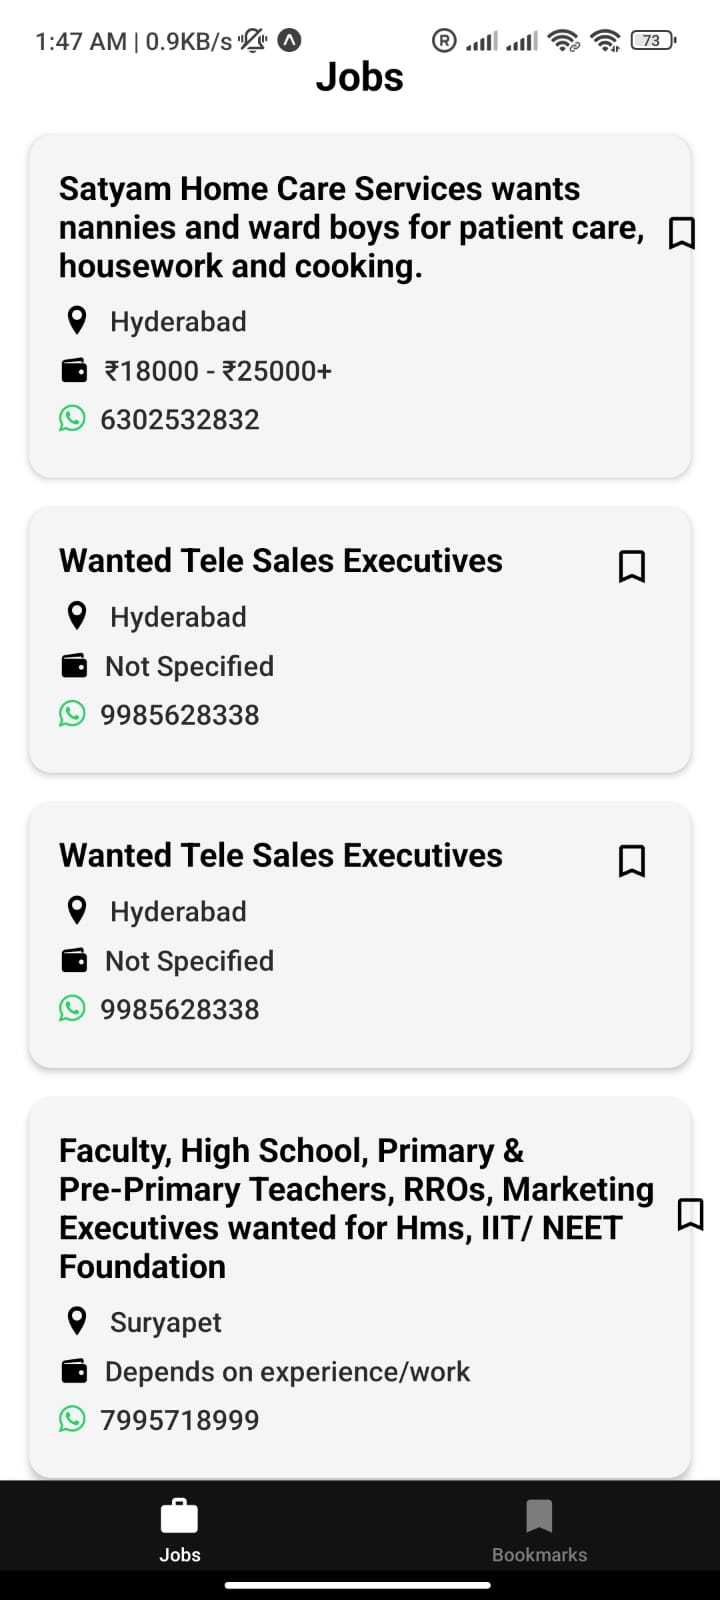 1:47 AM | 0.9KB/s
R
73
Jobs
Satyam Home Care Services wants
nannies and ward boys for patient care,
housework and cooking.
Hyderabad
₹18000 - ₹25000+
6302532832
Wanted Tele Sales Executives
Hyderabad
Not Specified
9985628338
Wanted Tele Sales Executives
Hyderabad
Not Specified
9985628338
Faculty, High School, Primary &
Pre-Primary Teachers, RROs, Marketing
Executives wanted for Hms, IIT/ NEET
Foundation
Suryapet
Depends on experience/work
7995718999
Jobs
Bookmarks